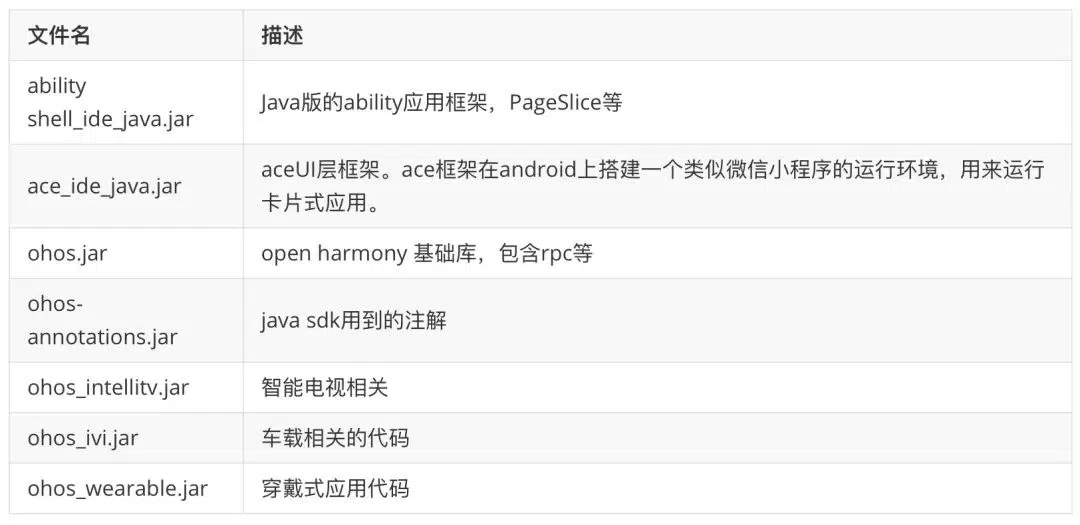 文件名 描述
ability
shell_ide_java.jar
Java版的ability应用框架，PageSlice等
ace_ide_java.jar
aceUI层框架。ace框架在android上搭建一个类似微信小程序的运行环境，用来运行
卡片式应用。
ohos.jar
open harmony 基础库，包含rpc等
ohos-
annotations.jar
java sdk用到的注解
ohos_intellitv.jar
智能电视相关
ohos_ivi.jar
车载相关的代码
ohos_wearable.jar
穿戴式应用代码